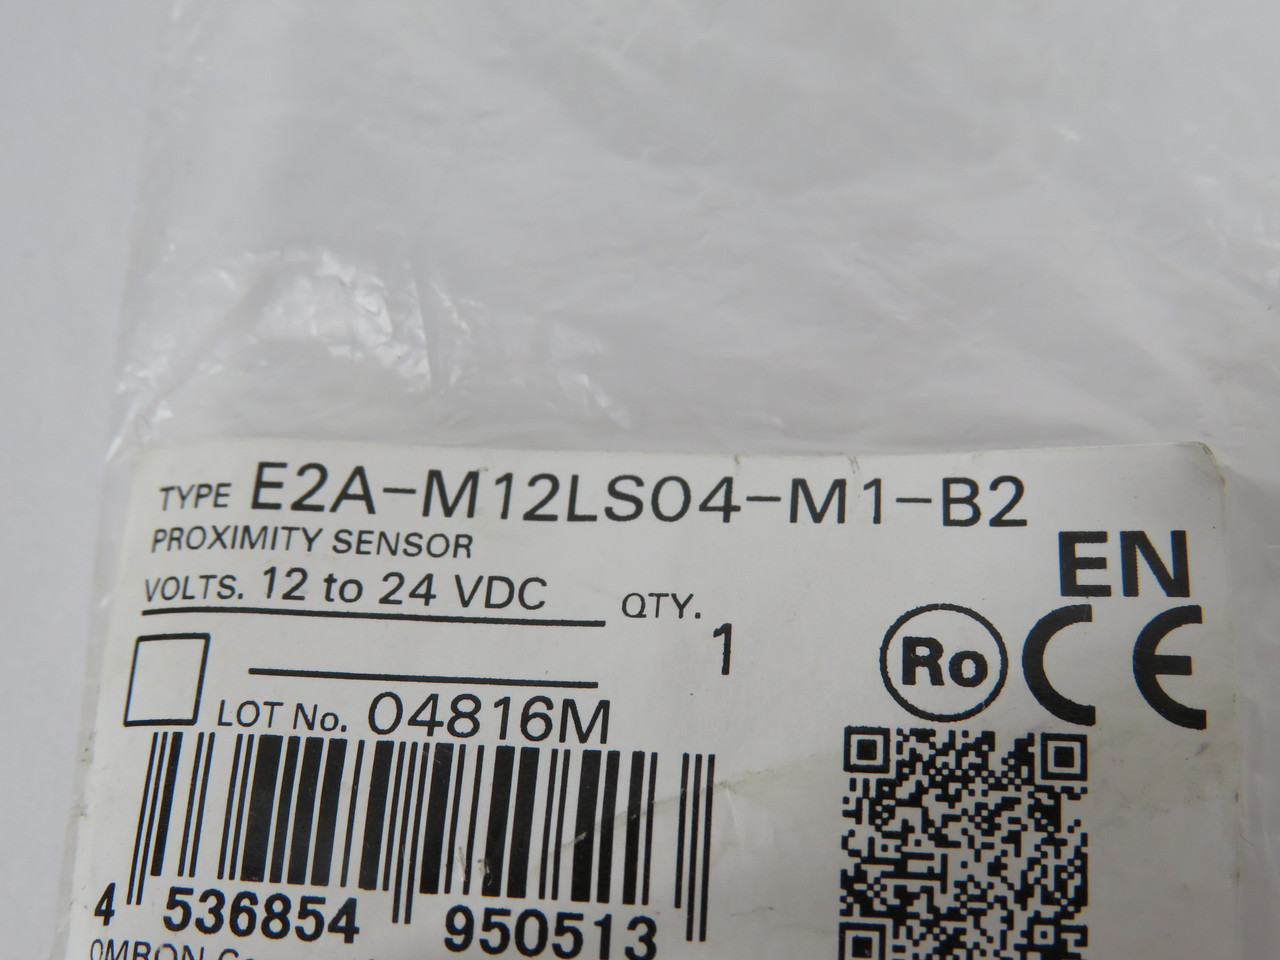 TYPE E2A-M12LS04-M1-B2
PROXIMITY SENSOR
VOLTS. 12 to 24 VDC
QTY. 1
EN
Ro CE
LOT No. 04816M
4 536854 950513
OMRON